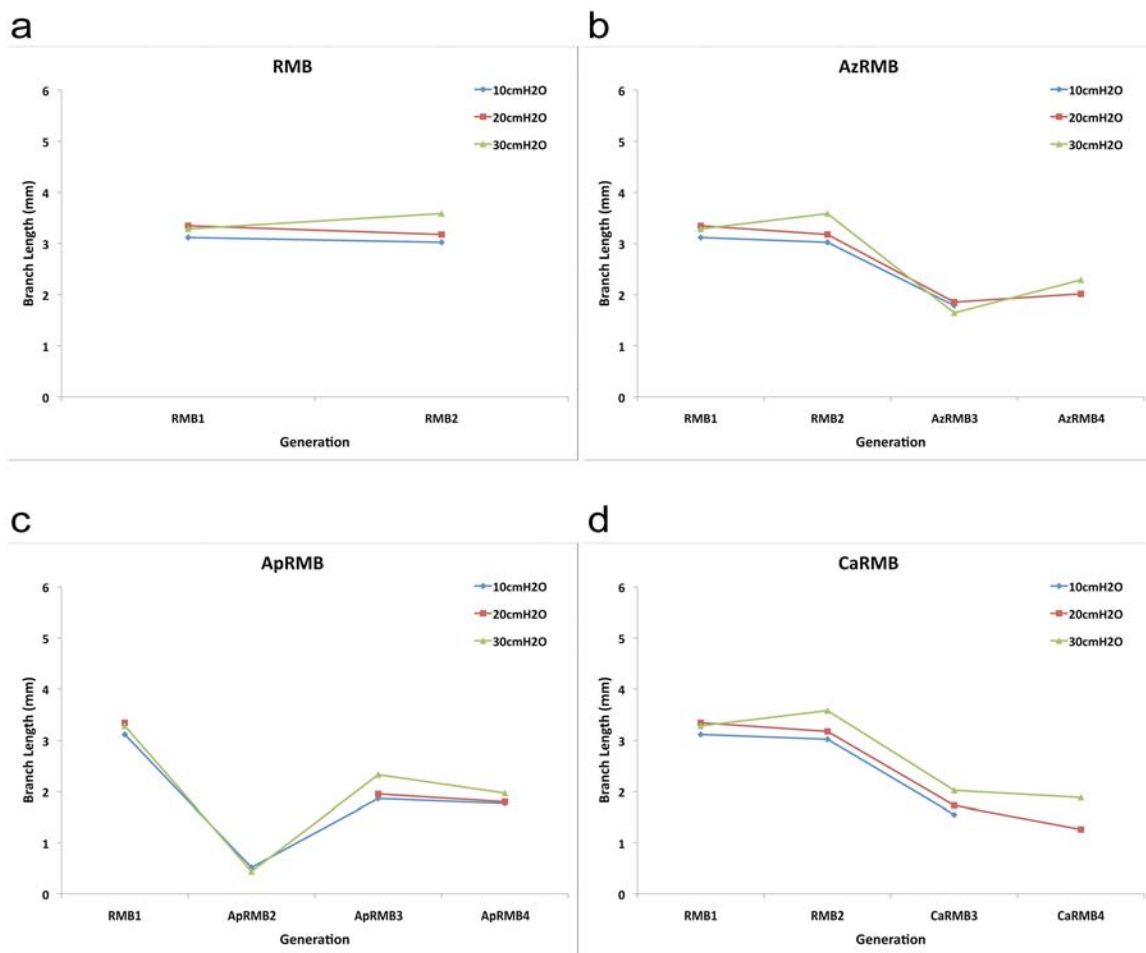 a
RMB
6
5
4
3
2
1
0
Branch Length (mm)
10cmH2O
20cmH2O
30cmH2O
RMB1 RMB2
Generation
b
AzRMB
6
5
4
3
2
1
0
Branch Length (mm)
10cmH2O
20cmH2O
30cmH2O
RMB1 RMB2 AzRMB3 AzRMB4
Generation
c
ApRMB
6
5
4
3
2
1
0
Branch Length (mm)
10cmH2O
20cmH2O
30cmH2O
RMB1 ApRMB2 ApRMB3 ApRMB4
Generation
d
CaRMB
6
5
4
3
2
1
0
Branch Length (mm)
10cmH2O
20cmH2O
30cmH2O
RMB1 RMB2 CaRMB3 CaRMB4
Generation